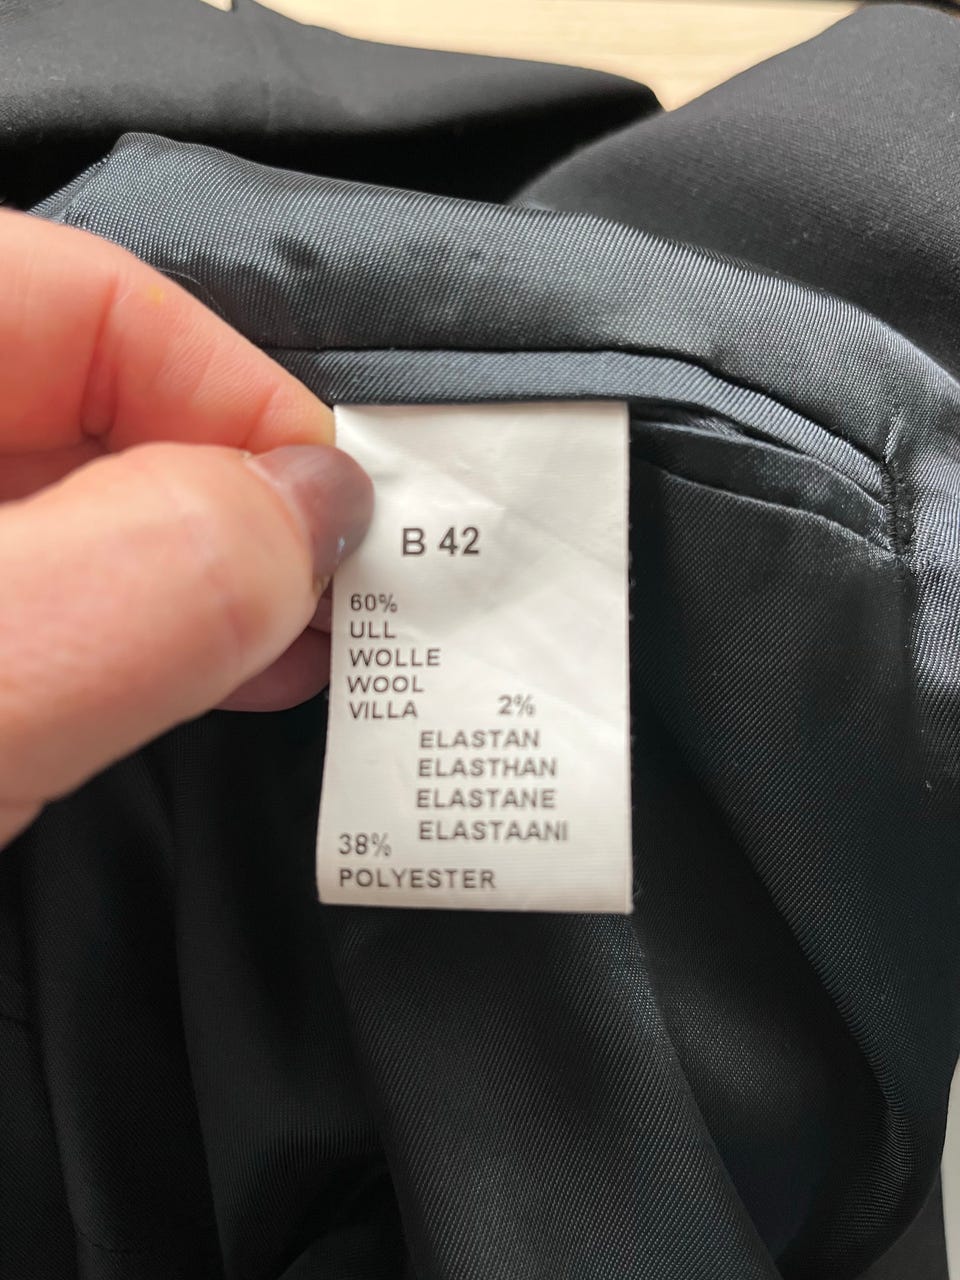 B 42
60%
ULL
WOLLE
WOOL
VILLA
2%
ELASTAN
ELASTHAN
ELASTANE
ELASTAANI
38%
POLYESTER